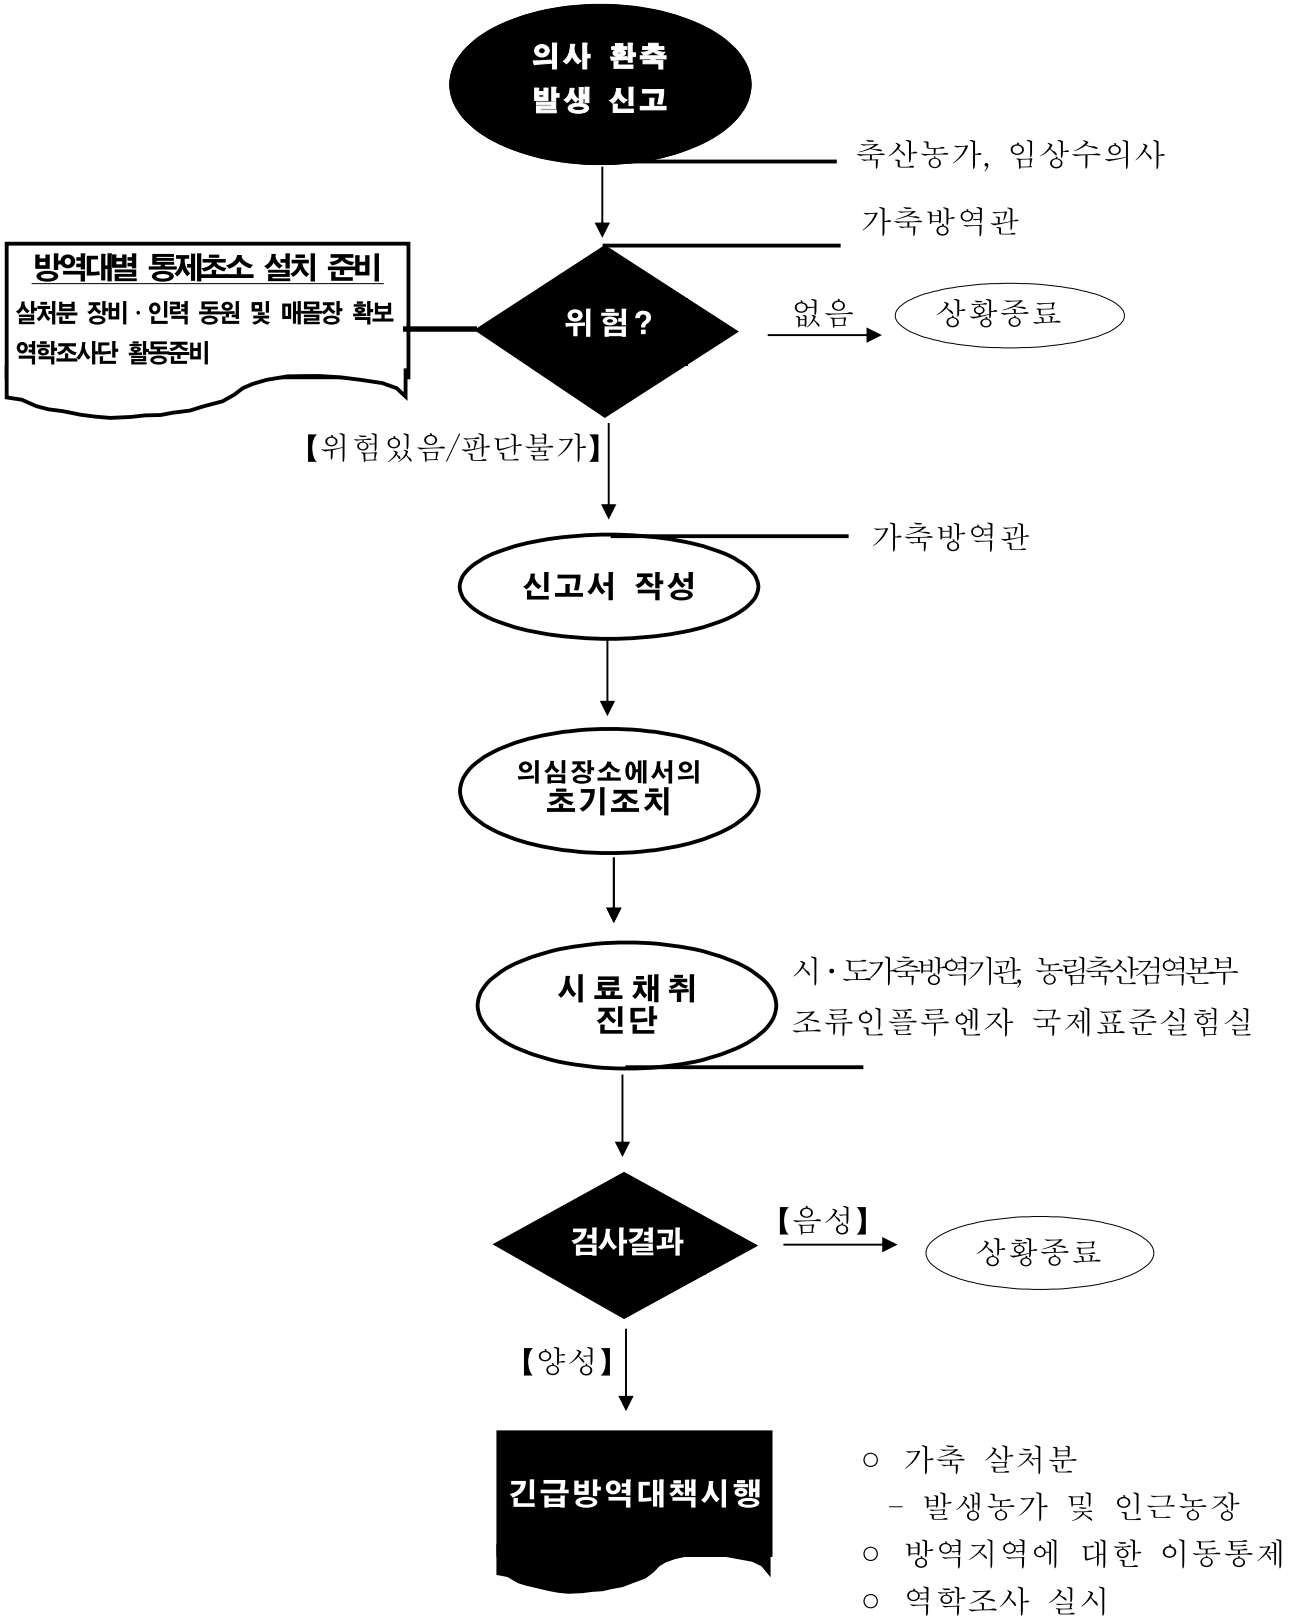 의사 환축
발생 신고
축산농가, 임상수의사
가축방역관
방역대별 통제초소 설치 준비
살처분 장비·인력 동원 및 매몰장 확보
역학조사단 활동준비
위험?
없음
상황종료
【위험있음/판단불가】
가축방역관
신고서 작성
의심장소에서의
초기조치
시료채취
진단
시·도가축방역기관, 농림축산검역본부
조류인플루엔자 국제표준실험실
검사결과
【음성】
상황종료
【양성】
긴급방역대책시행
○ 가축 살처분
- 발생농가 및 인근농장
○ 방역지역에 대한 이동통제
○ 역학조사 실시